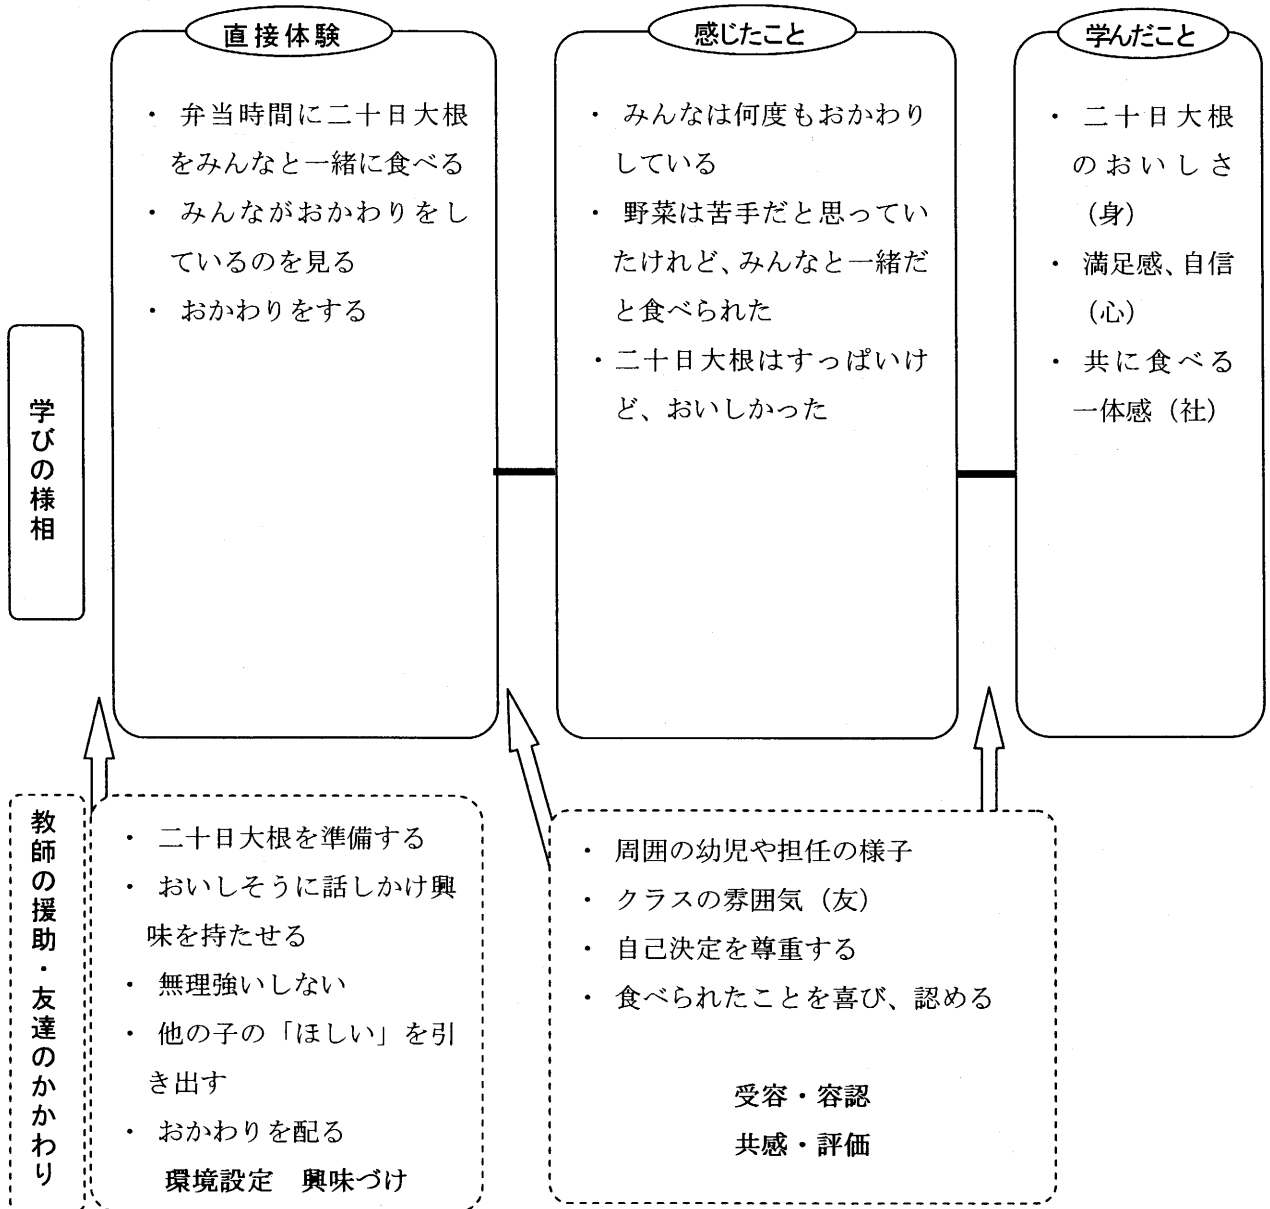 直接体験
・ 弁当時間に二十日大根
をみんなと一緒に食べる
・ みんながおかわりをし
ているのを見る
・ おかわりをする
感じたこと
・ みんなは何度もおかわり
している
・ 野菜は苦手だと思ってい
たけれど、みんなと一緒だ
と食べられた
・二十日大根はすっぱいけ
ど、おいしかった
学んだこと
・ 二十日大根
のおいしさ
（身）
・ 満足感、自信
（心）
・ 共に食べる
一体感（社）
学びの様相
教師の援助・友達のかかわり
・ 二十日大根を準備する
・ おいしそうに話しかけ興
味を持たせる
・ 無理強いしない
・ 他の子の「ほしい」を引
き出す
・ おかわりを配る
環境設定　興味づけ
・ 周囲の幼児や担任の様子
・ クラスの雰囲気（友）
・ 自己決定を尊重する
・ 食べられたことを喜び、認める
受容・容認
共感・評価